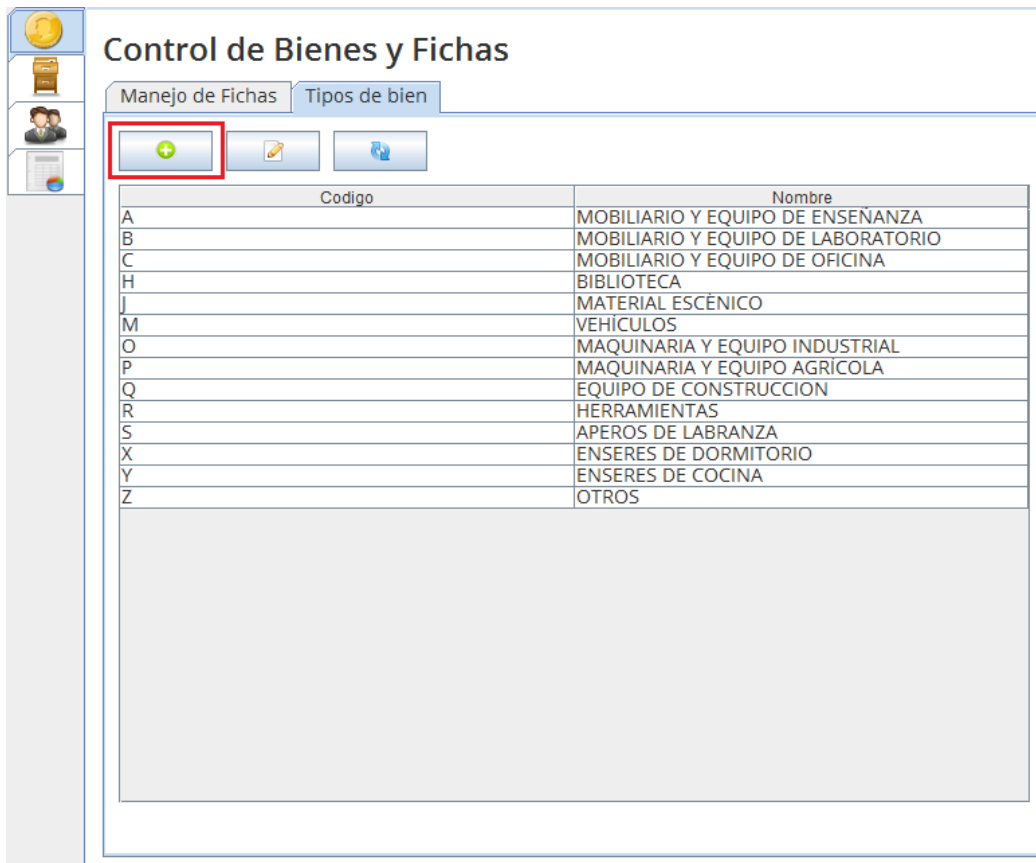 Control de Bienes y Fichas
Manejo de Fichas Tipos de bien
Codigo Nombre
A MOBILIARIO Y EQUIPO DE ENSEÑANZA
B MOBILIARIO Y EQUIPO DE LABORATORIO
C MOBILIARIO Y EQUIPO DE OFICINA
H BIBLIOTECA
J MATERIAL ESCÉNICO
M VEHÍCULOS
O MAQUINARIA Y EQUIPO INDUSTRIAL
P MAQUINARIA Y EQUIPO AGRÍCOLA
Q EQUIPO DE CONSTRUCCION
R HERRAMIENTAS
S APEROS DE LABRANZA
X ENSERES DE DORMITORIO
Y ENSERES DE COCINA
Z OTROS